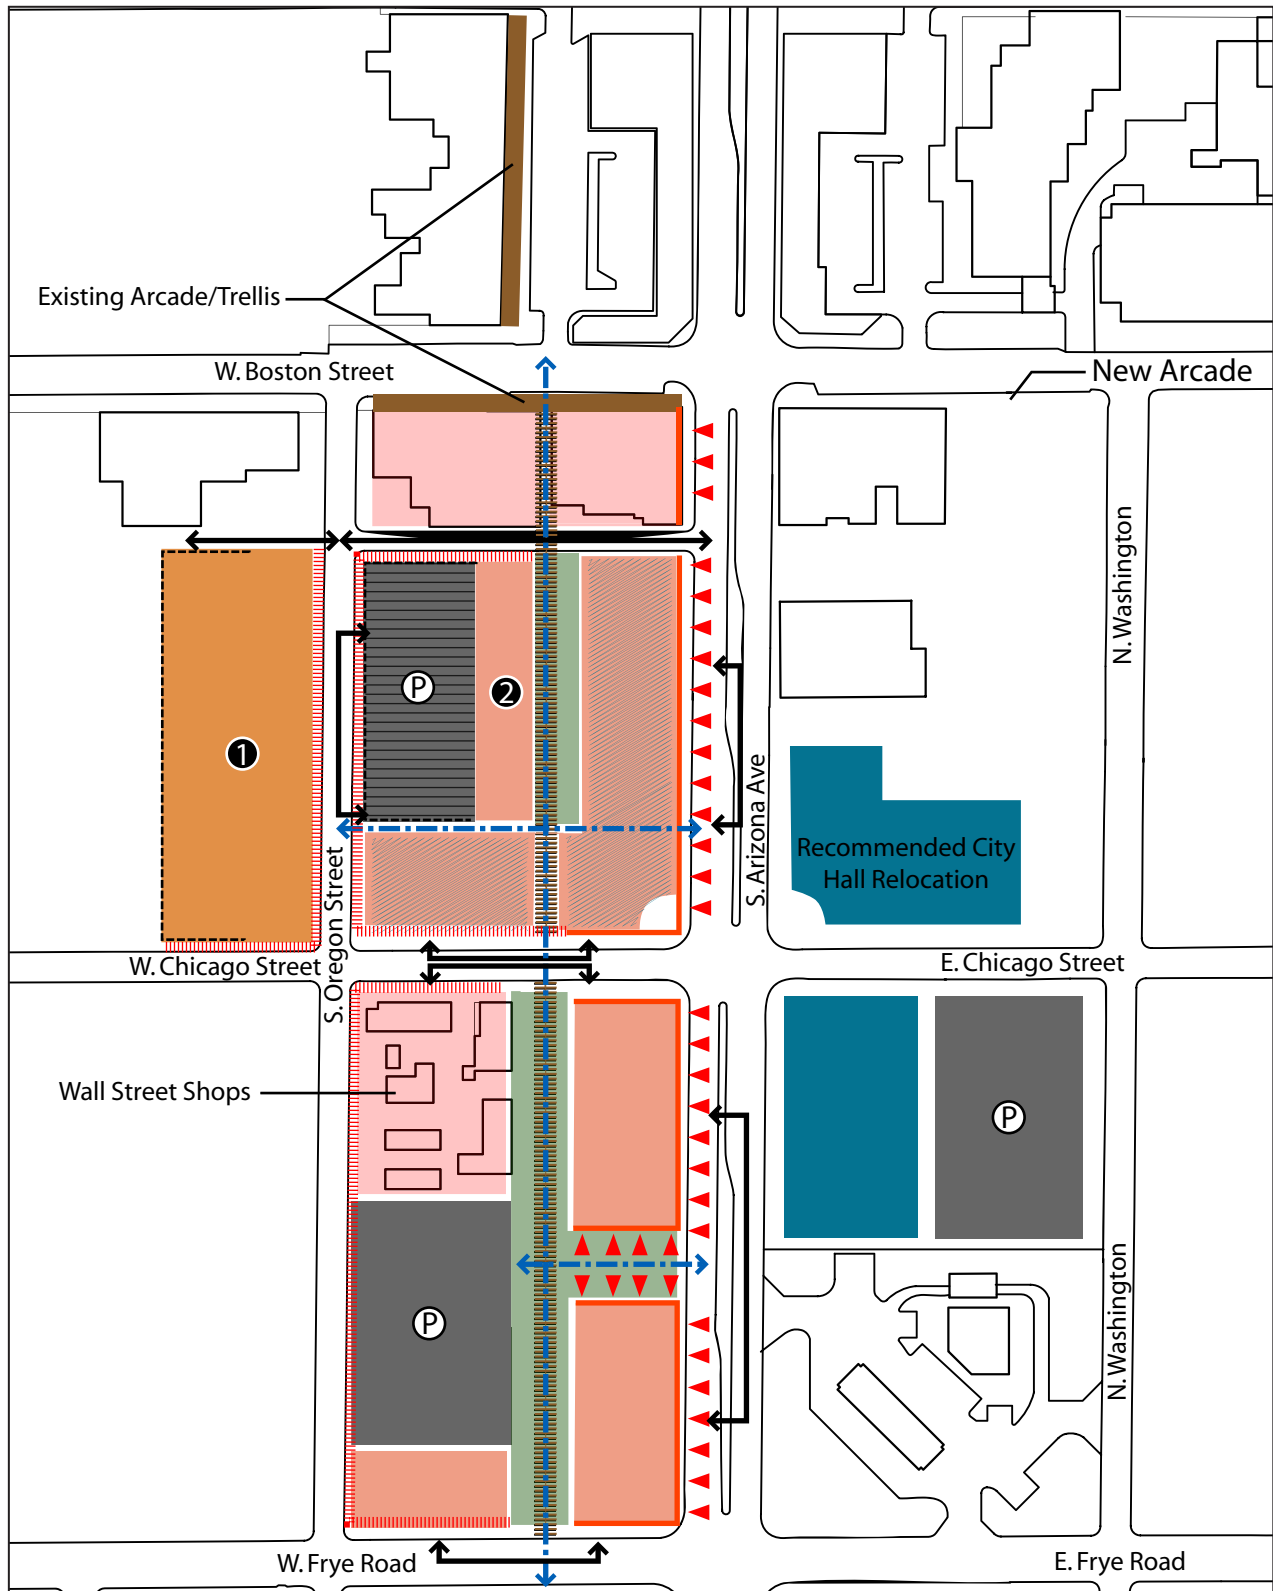 Existing Arcade/Trellis
W. Boston Street
New Arcade
N. Washington
P
2
1
S. Arizona Ave
Recommended City
Hall Relocation
S. Oregon Street
W. Chicago Street
E. Chicago Street
Wall Street Shops
P
P
N. Washington
W. Frye Road
E. Frye Road